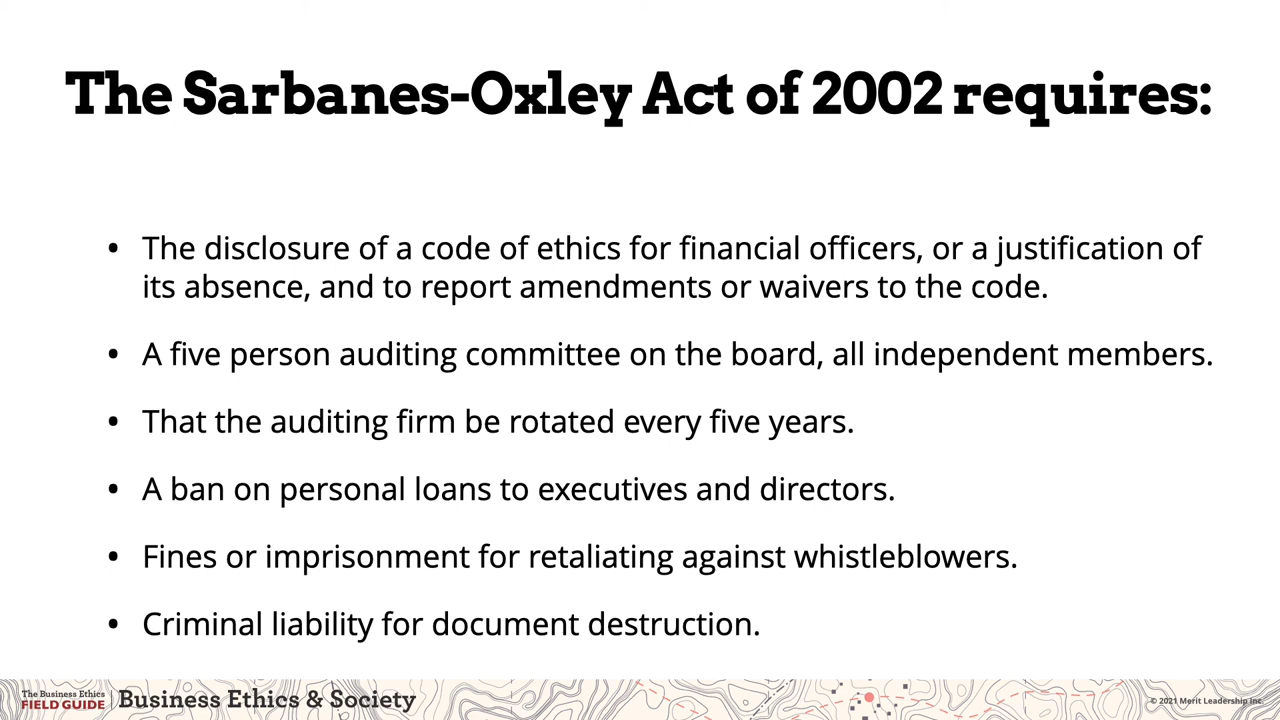 The Sarbanes-Oxley Act of 2002 requires:
• The disclosure of a code of ethics for financial officers, or a justification of
its absence, and to report amendments or waivers to the code.
• A five person auditing committee on the board, all independent members.
• That the auditing firm be rotated every five years.
• A ban on personal loans to executives and directors.
• Fines or imprisonment for retaliating against whistleblowers.
• Criminal liability for document destruction.
The Business Ethics
FIELD GUIDE
Business Ethics & Society
© 2021 Merit Leadership Inc.